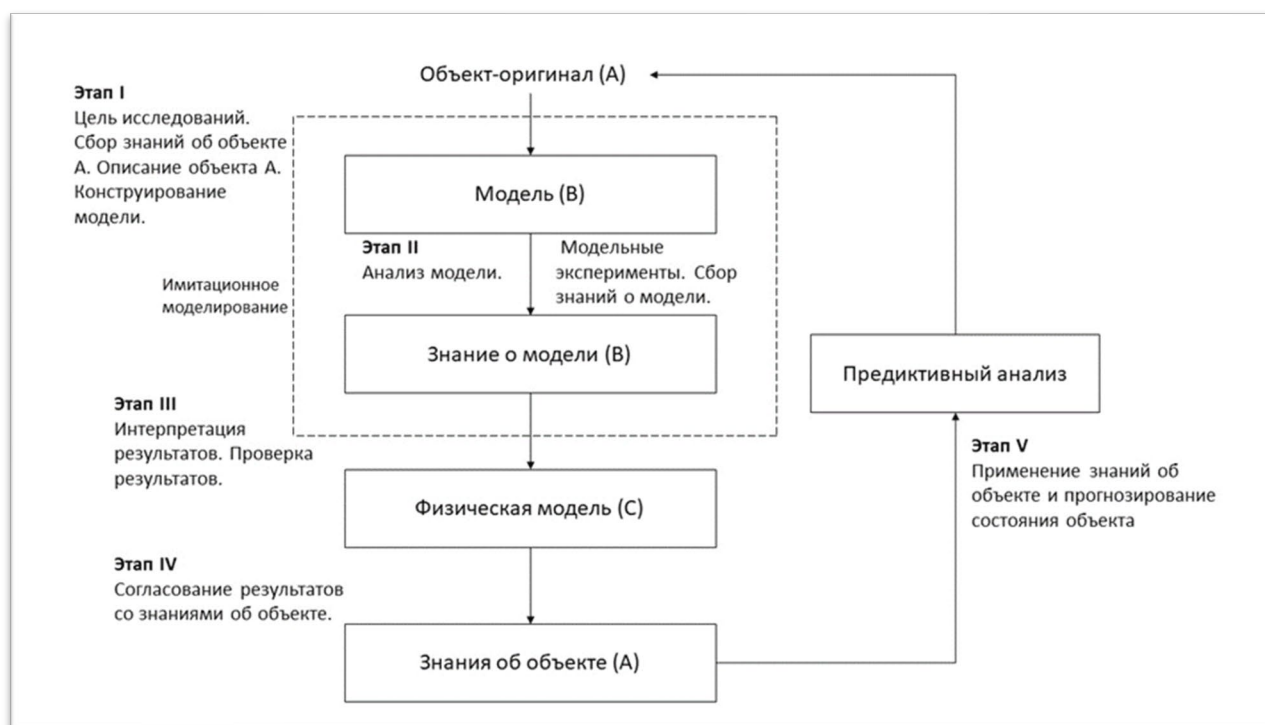 Объект-оригинал (А)
Этап I
Цель исследований.
Сбор знаний об объекте
А. Описание объекта А.
Конструирование
модели.
Модель (В)
Этап II
Анализ модели.
Модельные
эксперименты. Сбор
знаний о модели.
Имитационное
моделирование
Знание о модели (В)
Этап III
Интерпретация
результатов. Проверка
результатов.
Физическая модель (С)
Этап IV
Согласование результатов
со знаниями об объекте.
Знания об объекте (А)
Предиктивный анализ
Этап V
Применение знаний об
объекте и прогнозирование
состояния объекта